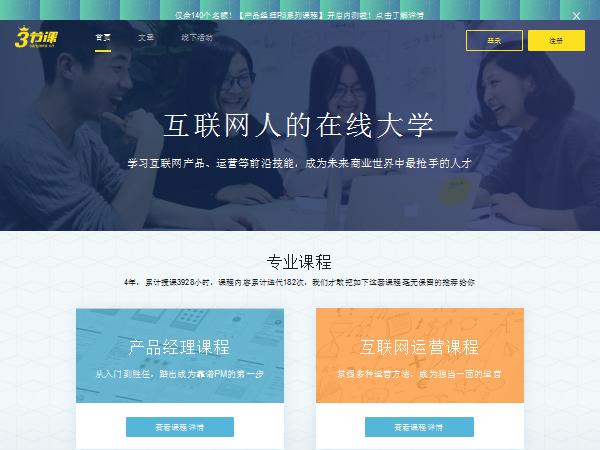 仅余140个名额！【产品经理P3系列课程】开启内测啦！点击了解详情
3节课
sanjieke.cn
首页
文章
线下活动
登录
注册
互联网人的在线大学
学习互联网产品、运营等前沿技能，成为未来商业世界中最抢手的人才
专业课程
4年，累计授课3928小时，课程内容累计迭代182次，我们才敢把如下这套课程毫无保留的推荐给你
产品经理课程
从入门到胜任，踏出成为靠谱PM的第一步
互联网运营课程
掌握多种运营方法，成为独当一面的运营
查看课程详情
查看课程详情